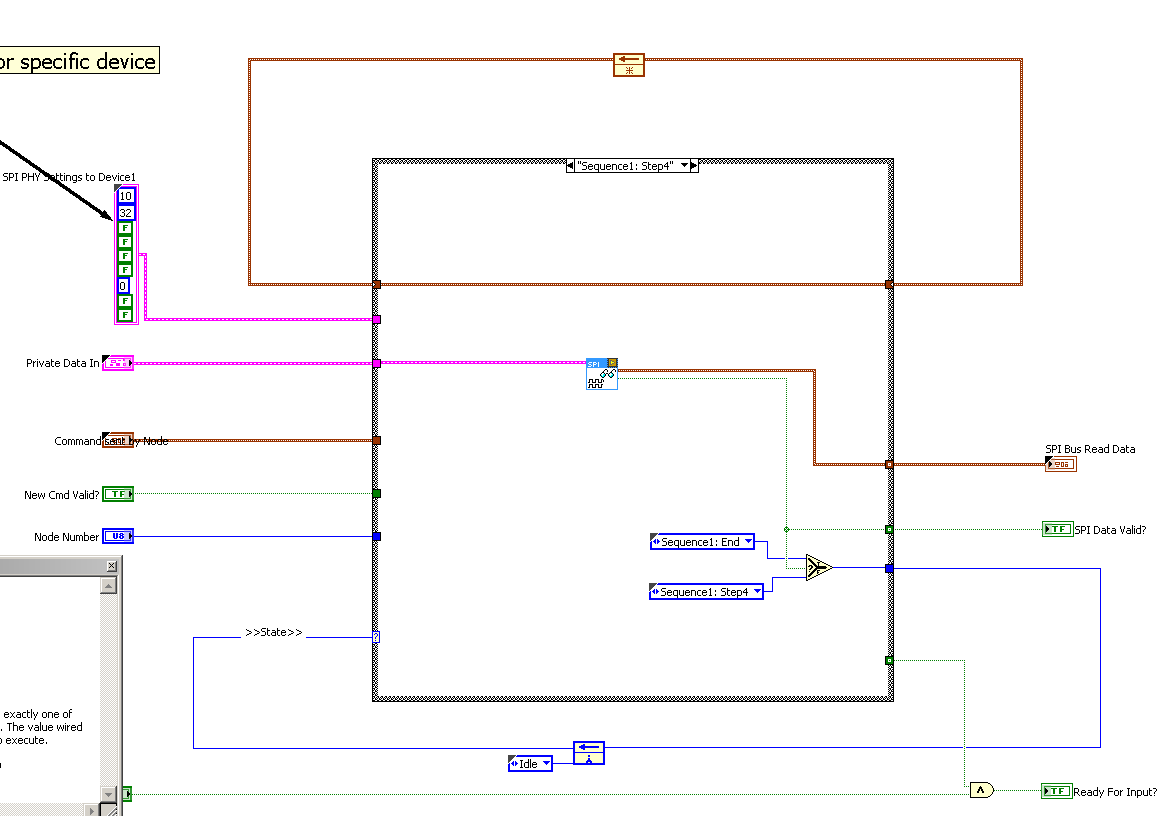 or specific device
"Sequence1: Step4"
SPI PHY Settings to Device1
10
32
F
F
F
F
0
F
F
Private Data In
SPI
Command sent by Node
SPI Bus Read Data
New Cmd Valid?
TF
TF
SPI Data Valid?
Node Number
U8
Sequence1: End
?
T
F
Sequence1: Step4
>>State>>
?
exactly one of
. The value wired
execute.
Idle
TF
Ready For Input?